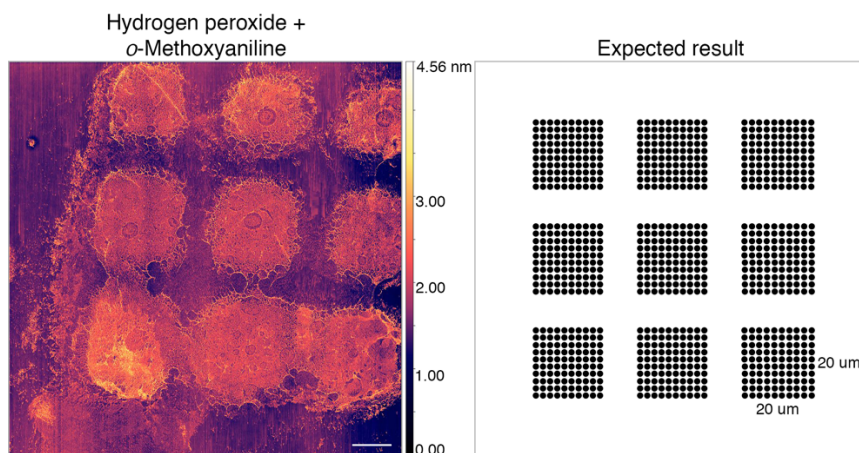 Hydrogen peroxide +
o-Methoxyaniline
Expected result
4.56 nm
3.00
2.00
1.00
0.00
20 um
20 um